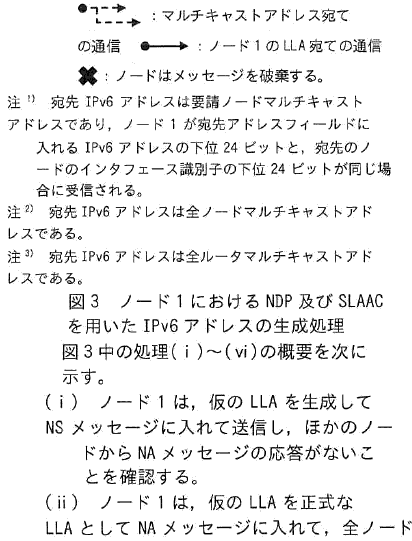 ：マルチキャストアドレス宛て
の通信　：ノード1のLLA宛ての通信
：ノードはメッセージを破棄する。
注 1)　宛先 IPv6 アドレスは要請ノードマルチキャスト
アドレスであり，ノード 1 が宛先アドレスフィールドに
入れる IPv6 アドレスの下位 24 ビットと，宛先のノ
ードのインタフェース識別子の下位 24 ビットが同じ場
合に受信される。
注 2)　宛先 IPv6 アドレスは全ノードマルチキャストアド
レスである。
注 3)　宛先 IPv6 アドレスは全ルータマルチキャストアド
レスである。
図 3　ノード 1 における NDP 及び SLAAC
を用いた IPv6 アドレスの生成処理
図 3 中の処理(ⅰ)～(ⅵ)の概要を次に
示す。
(ⅰ)　ノード 1 は，仮の LLA を生成して
NS メッセージに入れて送信し，ほかのノー
ドから NA メッセージの応答がないこ
とを確認する。
(ⅱ)　ノード 1 は，仮の LLA を正式な
LLA として NA メッセージに入れて，全ノード